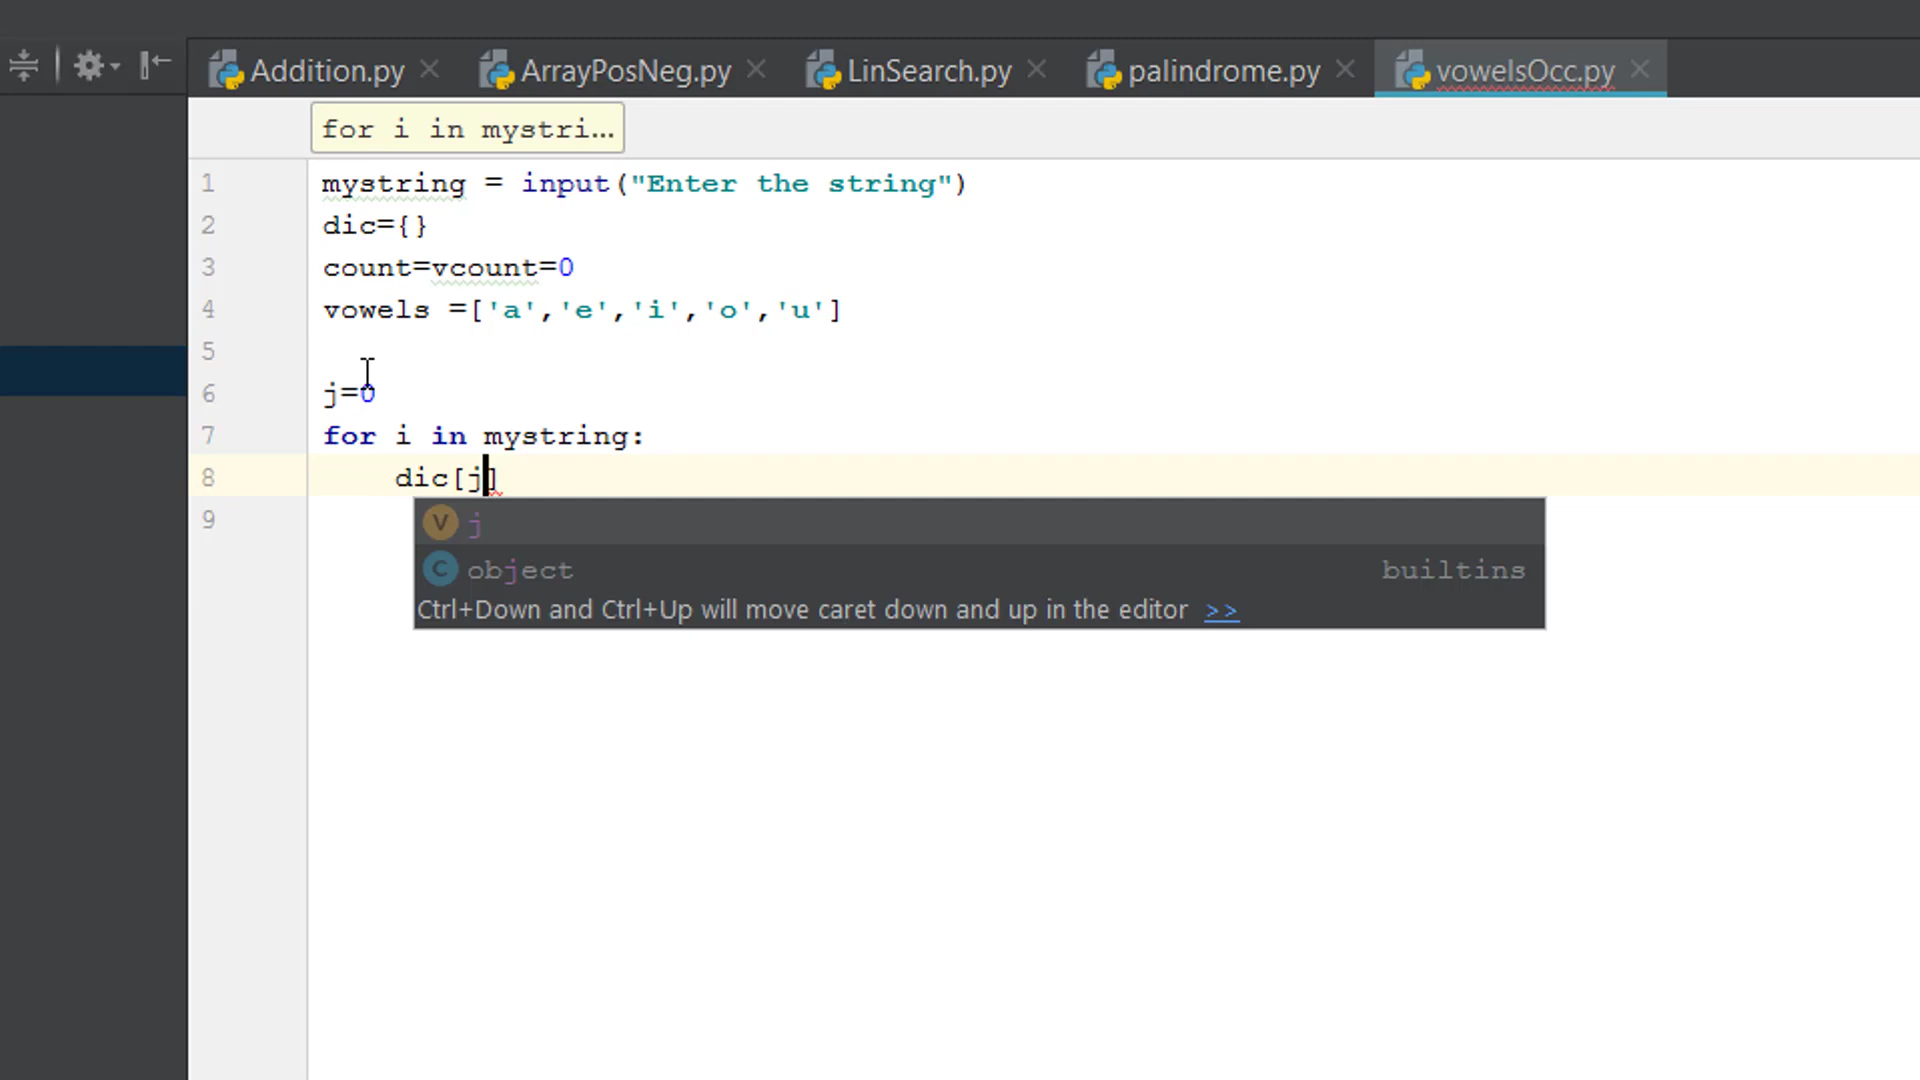 Addition.py ArrayPosNeg.py LinSearch.py palindrome.py vowelsOcc.py
for i in mystri...
1 mystring = input("Enter the string")
2 dic={}
3 count=vcount=0
4 vowels =['a','e','i','o','u']
5
6 j=0
7 for i in mystring:
8 dic[j]
9
V j
C object builtins
Ctrl+Down and Ctrl+Up will move caret down and up in the editor >>